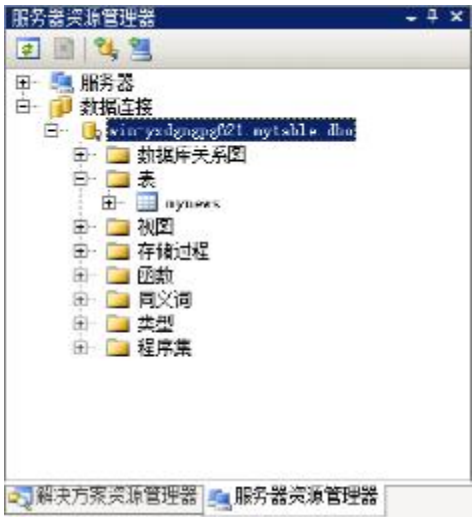 服务器资源管理器
服务器
数据连接
mytable.dbo
数据库关系图
表
mynews
视图
存储过程
函数
同义词
类型
程序集
解决方案资源管理器 服务器资源管理器